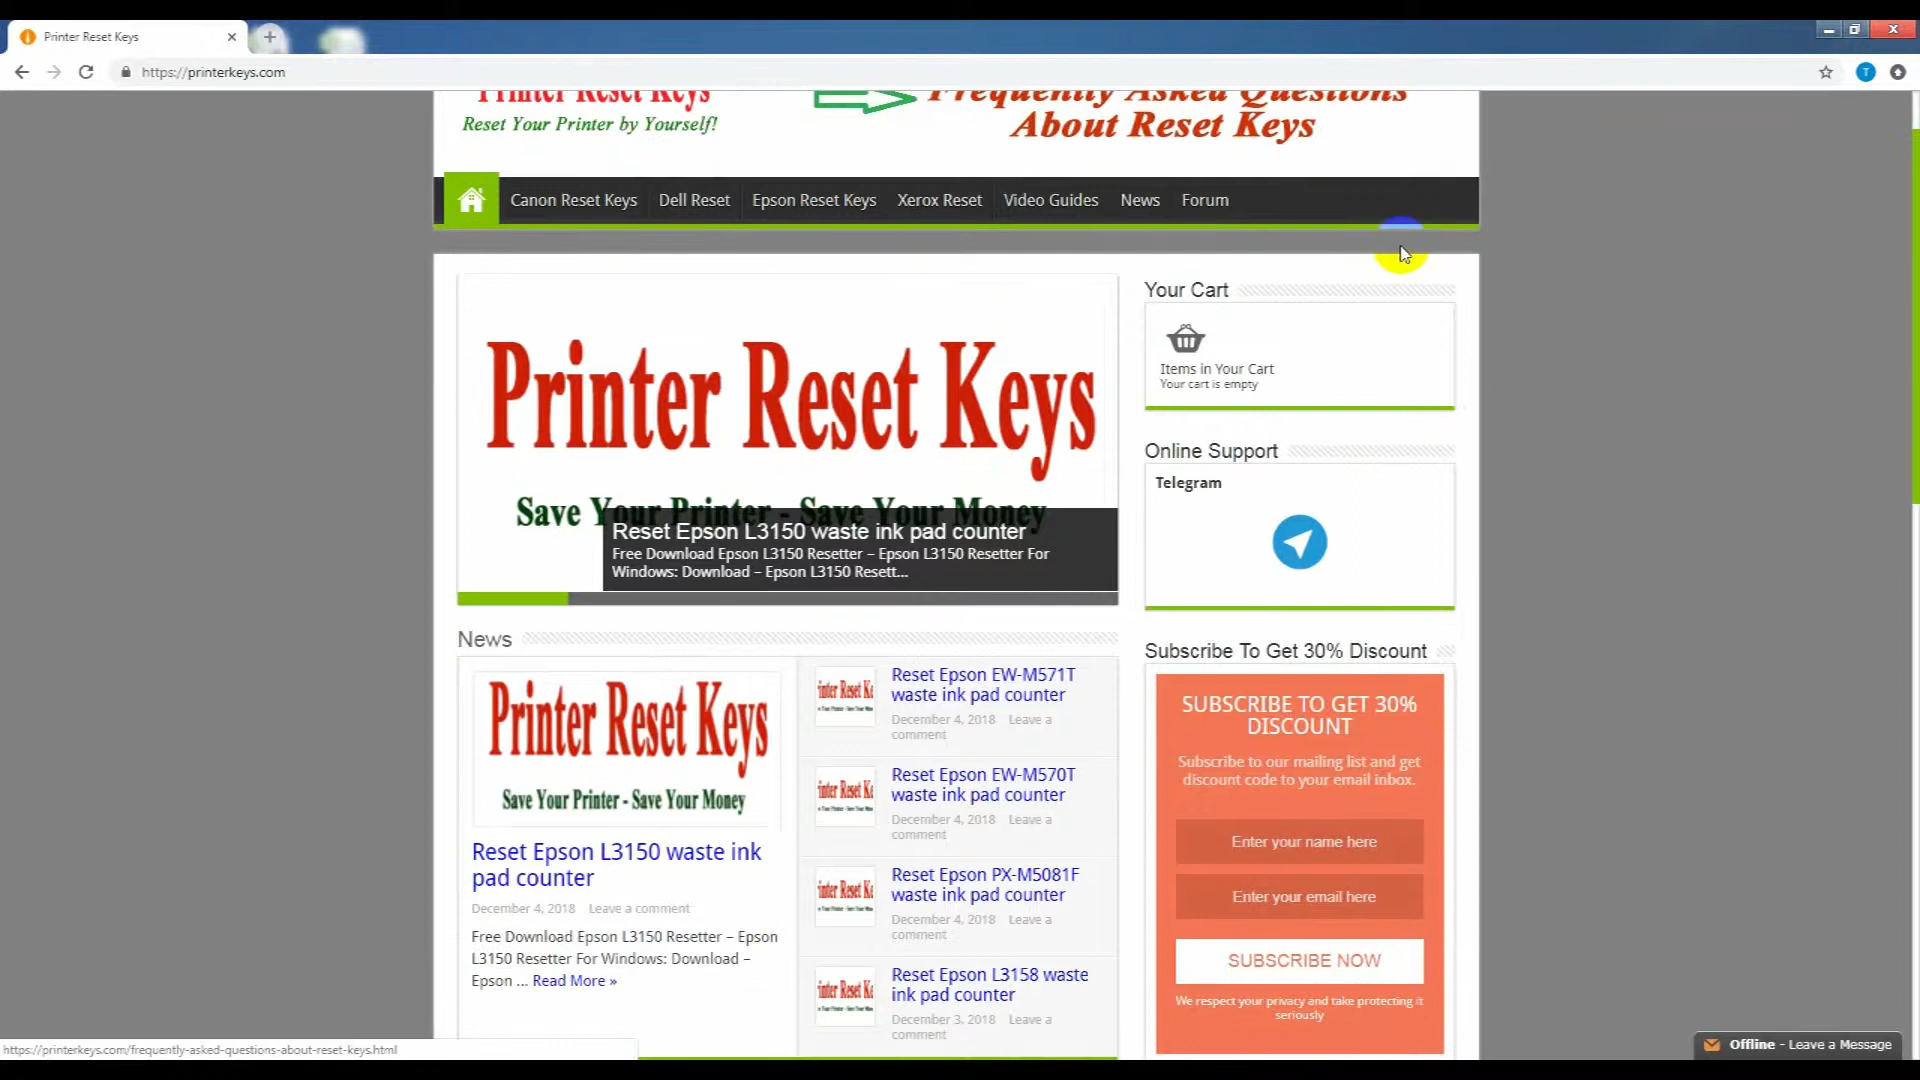 Printer Reset Keys
https://printerkeys.com
Printer Reset Keys
Reset Your Printer by Yourself!
Frequently Asked Questions
About Reset Keys
Canon Reset Keys
Dell Reset
Epson Reset Keys
Xerox Reset
Video Guides
News
Forum
Printer Reset Keys
Save Your Printer - Save Your Money
Reset Epson L3150 waste ink pad counter
Free Download Epson L3150 Resetter – Epson L3150 Resetter For
Windows: Download – Epson L3150 Resett...
News
Printer Reset Keys
Save Your Printer - Save Your Money
Reset Epson L3150 waste ink
pad counter
December 4, 2018 Leave a comment
Free Download Epson L3150 Resetter – Epson
L3150 Resetter For Windows: Download –
Epson ... Read More »
Reset Epson EW-M571T
waste ink pad counter
December 4, 2018 Leave a
comment
Reset Epson EW-M570T
waste ink pad counter
December 4, 2018 Leave a
comment
Reset Epson PX-M5081F
waste ink pad counter
December 4, 2018 Leave a
comment
Reset Epson L3158 waste
ink pad counter
December 3, 2018 Leave a
comment
Your Cart
Items in Your Cart
Your cart is empty
Online Support
Telegram
Subscribe To Get 30% Discount
SUBSCRIBE TO GET 30%
DISCOUNT
Subscribe to our mailing list and get
discount code to your email inbox.
Enter your name here
Enter your email here
SUBSCRIBE NOW
We respect your privacy and take protecting it
seriously
https://printerkeys.com/frequently-asked-questions-about-reset-keys.html
Offline - Leave a Message